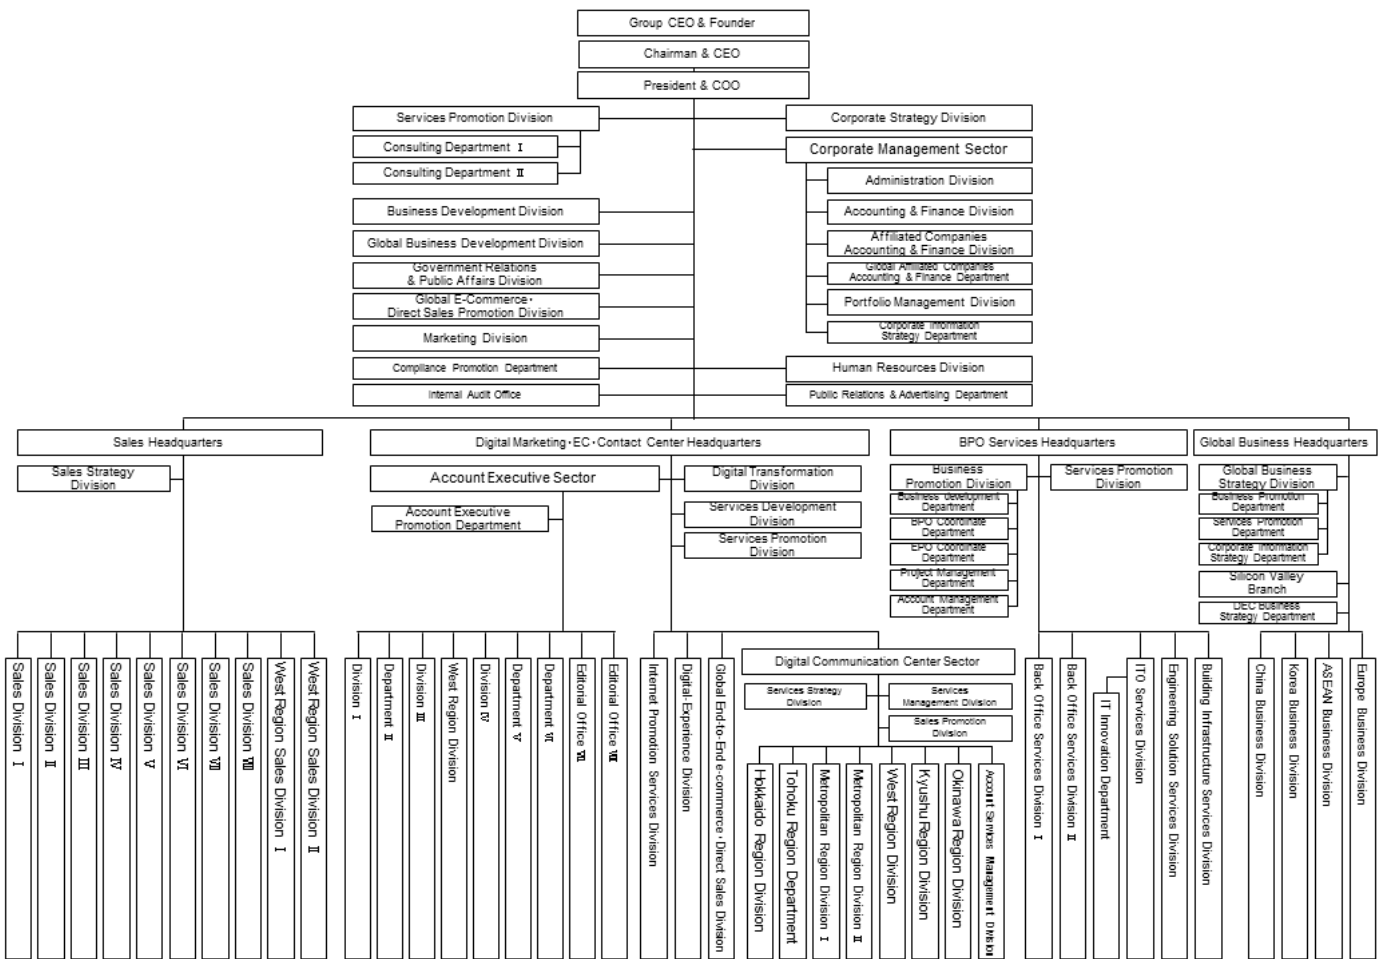 Group CEO & Founder
Chairman & CEO
President & COO
Services Promotion Division
Corporate Strategy Division
Consulting Department Ⅰ
Consulting Department Ⅱ
Corporate Management Sector
Administration Division
Business Development Division
Accounting & Finance Division
Global Business Development Division
Affiliated Companies
Accounting & Finance Division
Government Relations
& Public Affairs Division
Global Affiliated Companies
Accounting & Finance Department
Global E-Commerce・
Direct Sales Promotion Division
Portfolio Management Division
Marketing Division
Corporate Information
Strategy Department
Compliance Promotion Department
Human Resources Division
Internal Audit Office
Public Relations & Advertising Department
Sales Headquarters
Digital Marketing・EC・Contact Center Headquarters
BPO Services Headquarters
Global Business Headquarters
Sales Strategy
Division
Account Executive Sector
Digital Transformation
Division
Account Executive
Promotion Department
Services Development
Division
Services Promotion
Division
Business
Promotion Division
Services Promotion
Division
Business development
Department
BPO Coordinate
Department
EPO Coordinate
Department
Project Management
Department
Account Management
Department
Global Business
Strategy Division
Business Promotion
Department
Services Promotion
Department
Corporate Information
Strategy Department
Silicon Valley
Branch
DEC Business
Strategy Department
Sales Division Ⅰ
Sales Division Ⅱ
Sales Division Ⅲ
Sales Division Ⅳ
Sales Division Ⅴ
Sales Division Ⅵ
Sales Division Ⅶ
Sales Division Ⅷ
West Region Sales Division Ⅰ
West Region Sales Division Ⅱ
Division Ⅰ
Department Ⅱ
Division Ⅲ
West Region Division
Division Ⅳ
Department Ⅴ
Department Ⅵ
Editorial Office Ⅶ
Editorial Office Ⅷ
Internet Promotion Services Division
Digital Experience Division
Global End-to-End e-commerce・Direct Sales Division
Digital Communication Center Sector
Services Strategy
Division
Services
Management Division
Sales Promotion
Division
Hokkaido Region Division
Tohoku Region Department
Metropolitan Region Division Ⅰ
Metropolitan Region Division Ⅱ
West Region Division
Kyushu Region Division
Okinawa Region Division
Account Services Management Division
Back Office Services Division Ⅰ
Back Office Services Division Ⅱ
IT Innovation Department
ITO Services Division
Engineering Solution Services Division
Building Infrastructure Services Division
China Business Division
Korea Business Division
ASEAN Business Division
Europe Business Division